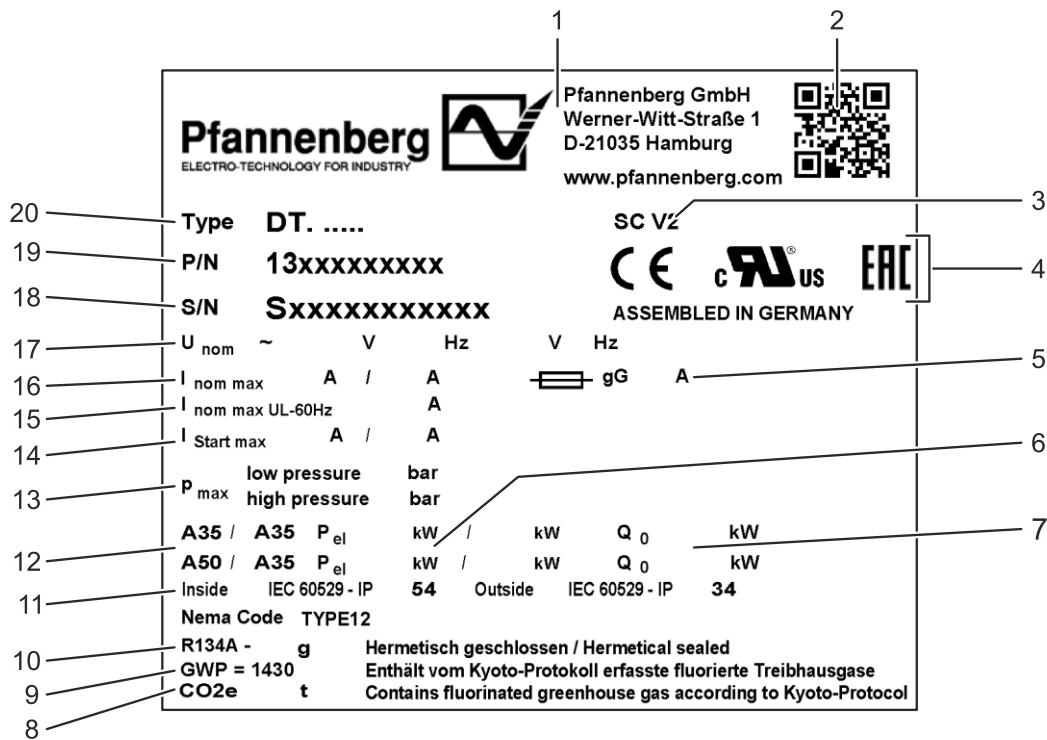 1 2
Pfannenberg
ELECTRO-TECHNOLOGY FOR INDUSTRY
Pfannenberg GmbH
Werner-Witt-Straße 1
D-21035 Hamburg
www.pfannenberg.com
20 Type DT. ..... SC V2 3
19 P/N 13xxxxxxxxx CE c RU ® US EAC 4
18 S/N Sxxxxxxxxxxx ASSEMBLED IN GERMANY
17 U nom ~ V Hz V Hz
16 I nom max A / A gG A 5
15 I nom max UL-60Hz A
14 I Start max A / A 6
13 p max low pressure bar
high pressure bar
12 A35 / A35 P el kW / kW Q 0 kW 7
A50 / A35 P el kW / kW Q 0 kW
11 Inside IEC 60529 - IP 54 Outside IEC 60529 - IP 34
Nema Code TYPE12
10 R134A - g Hermetisch geschlossen / Hermetical sealed
9 GWP = 1430 Enthält vom Kyoto-Protokoll erfasste fluorierte Treibhausgase
8 CO2e t Contains fluorinated greenhouse gas according to Kyoto-Protocol